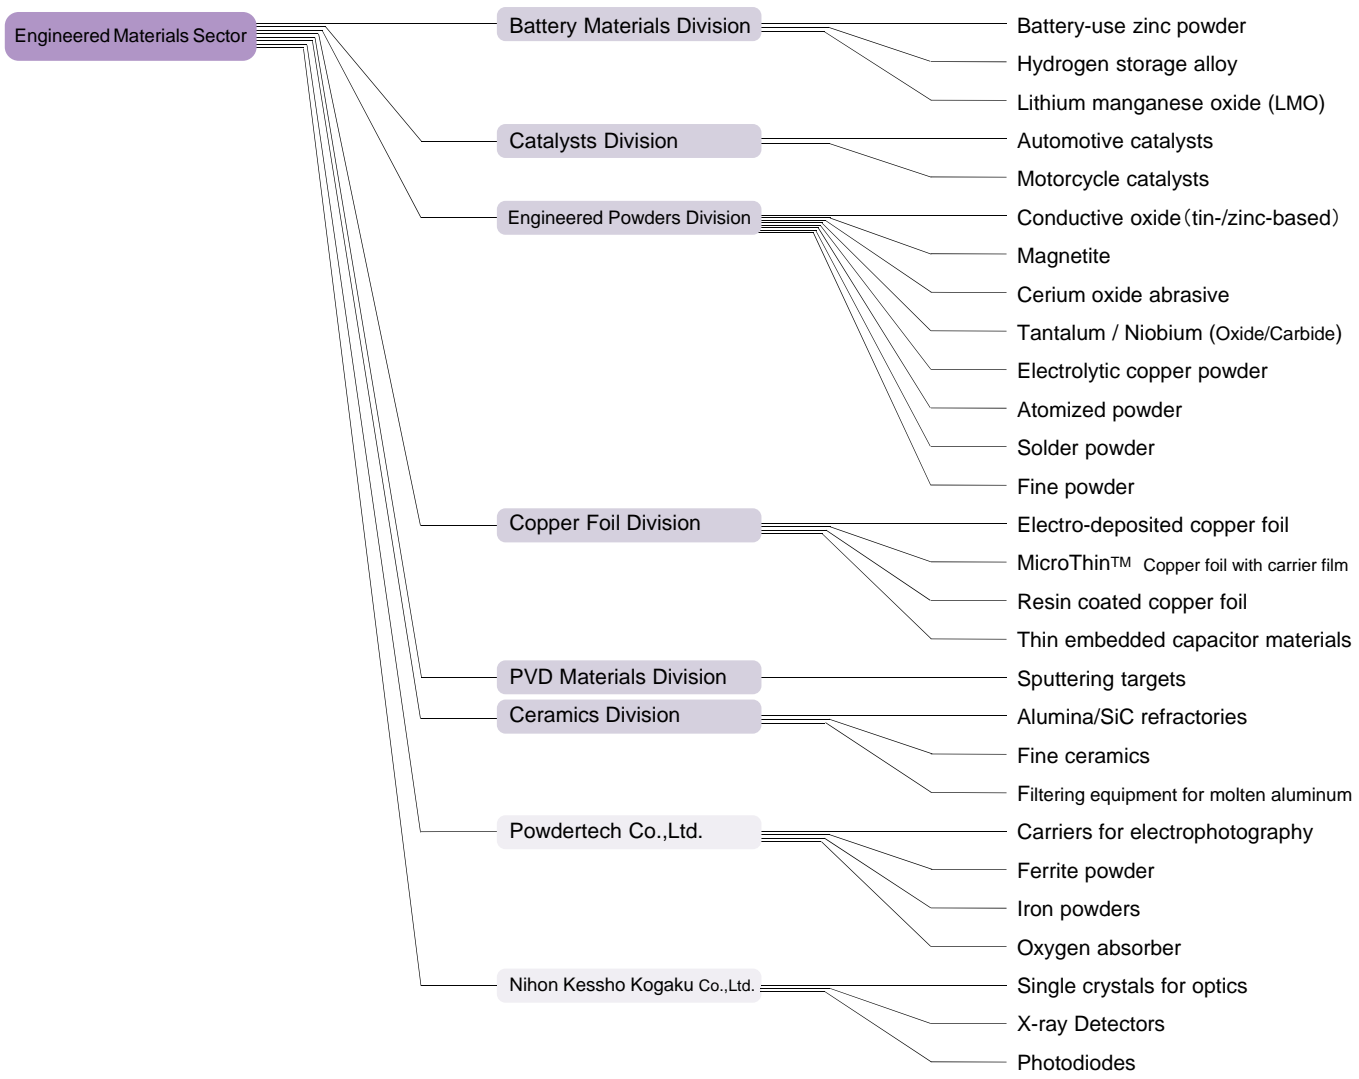 Engineered Materials Sector
Battery Materials Division
Battery-use zinc powder
Hydrogen storage alloy
Lithium manganese oxide (LMO)
Catalysts Division
Automotive catalysts
Motorcycle catalysts
Engineered Powders Division
Conductive oxide（tin-/zinc-based）
Magnetite
Cerium oxide abrasive
Tantalum / Niobium (Oxide/Carbide)
Electrolytic copper powder
Atomized powder
Solder powder
Fine powder
Copper Foil Division
Electro-deposited copper foil
MicroThin™ Copper foil with carrier film
Resin coated copper foil
Thin embedded capacitor materials
PVD Materials Division
Sputtering targets
Ceramics Division
Alumina/SiC refractories
Fine ceramics
Filtering equipment for molten aluminum
Powdertech Co.,Ltd.
Carriers for electrophotography
Ferrite powder
Iron powders
Oxygen absorber
Nihon Kessho Kogaku Co.,Ltd.
Single crystals for optics
X-ray Detectors
Photodiodes